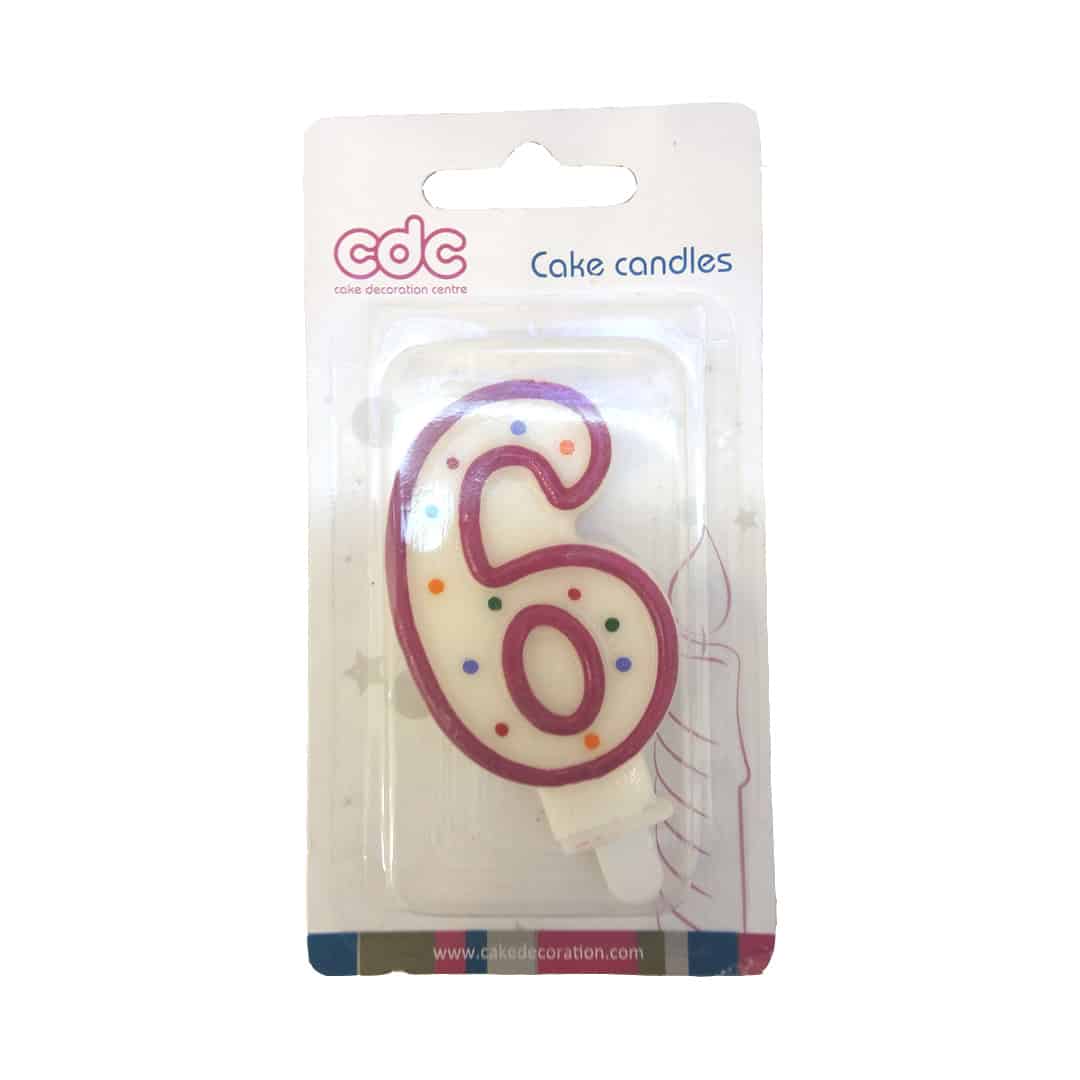 cdc
cake decoration centre
Cake candles
6
www.cakedecoration.com